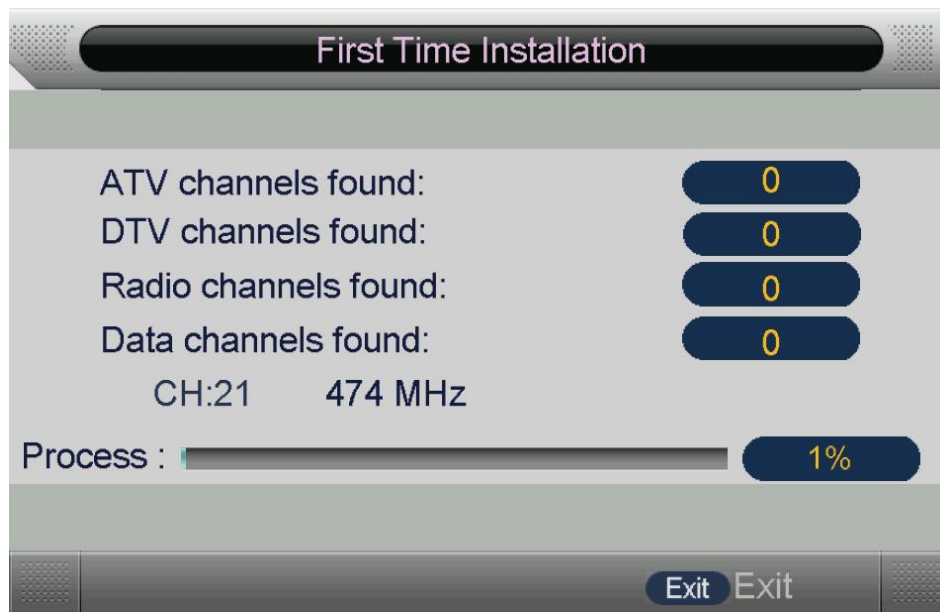 First Time Installation
ATV channels found: 0
DTV channels found: 0
Radio channels found: 0
Data channels found: 0
CH:21 474 MHz
Process : 1%
Exit Exit